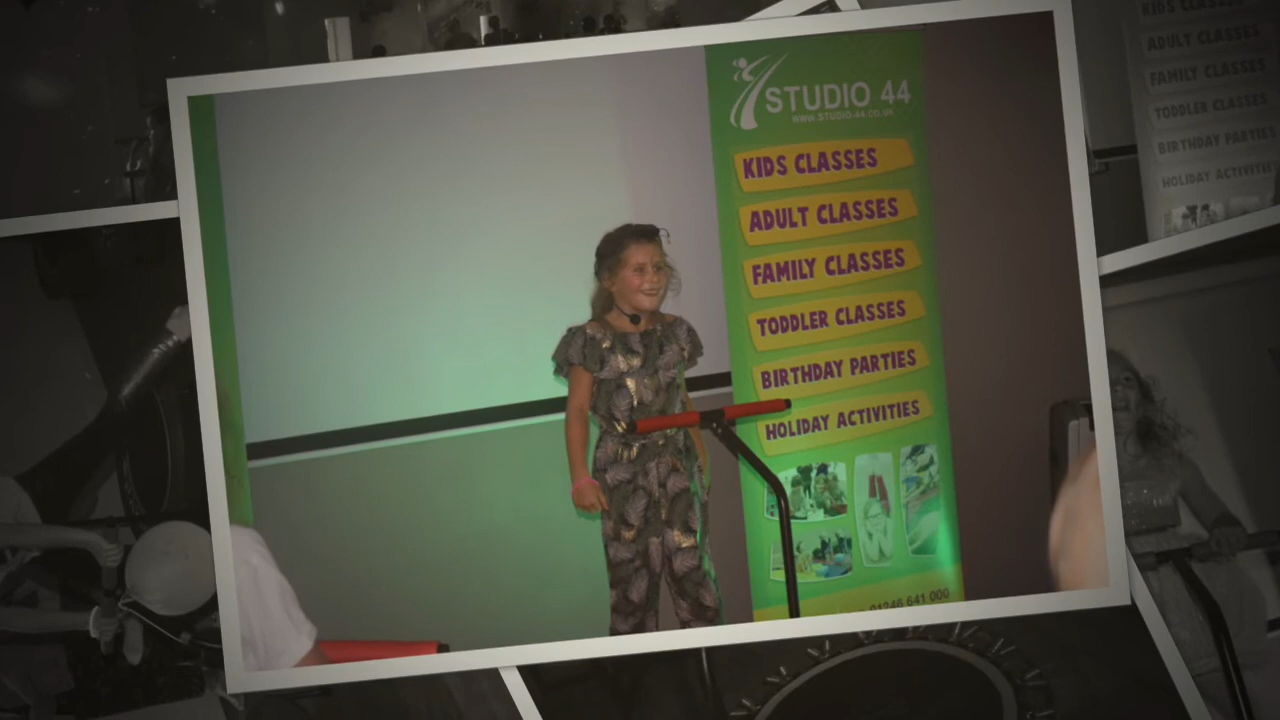 STUDIO 44
WWW.STUDIO-44.CO.UK
KIDS CLASSES
ADULT CLASSES
FAMILY CLASSES
TODDLER CLASSES
BIRTHDAY PARTIES
HOLIDAY ACTIVITIES
01246 641 000
KIDS CLASSES
ADULT CLASSES
FAMILY CLASSES
TODDLER CLASSES
BIRTHDAY PARTIES
HOLIDAY ACTIVITIES